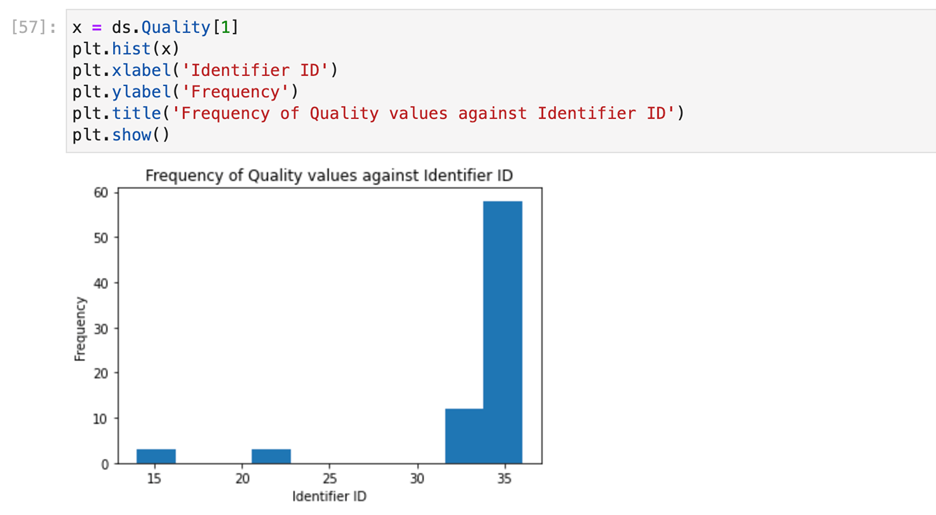 [57]: x = ds.Quality[1]
plt.hist(x)
plt.xlabel('Identifier ID')
plt.ylabel('Frequency')
plt.title('Frequency of Quality values against Identifier ID')
plt.show()
Frequency of Quality values against Identifier ID
60
50
40
30
20
10
0
Frequency
15 20 25 30 35
Identifier ID